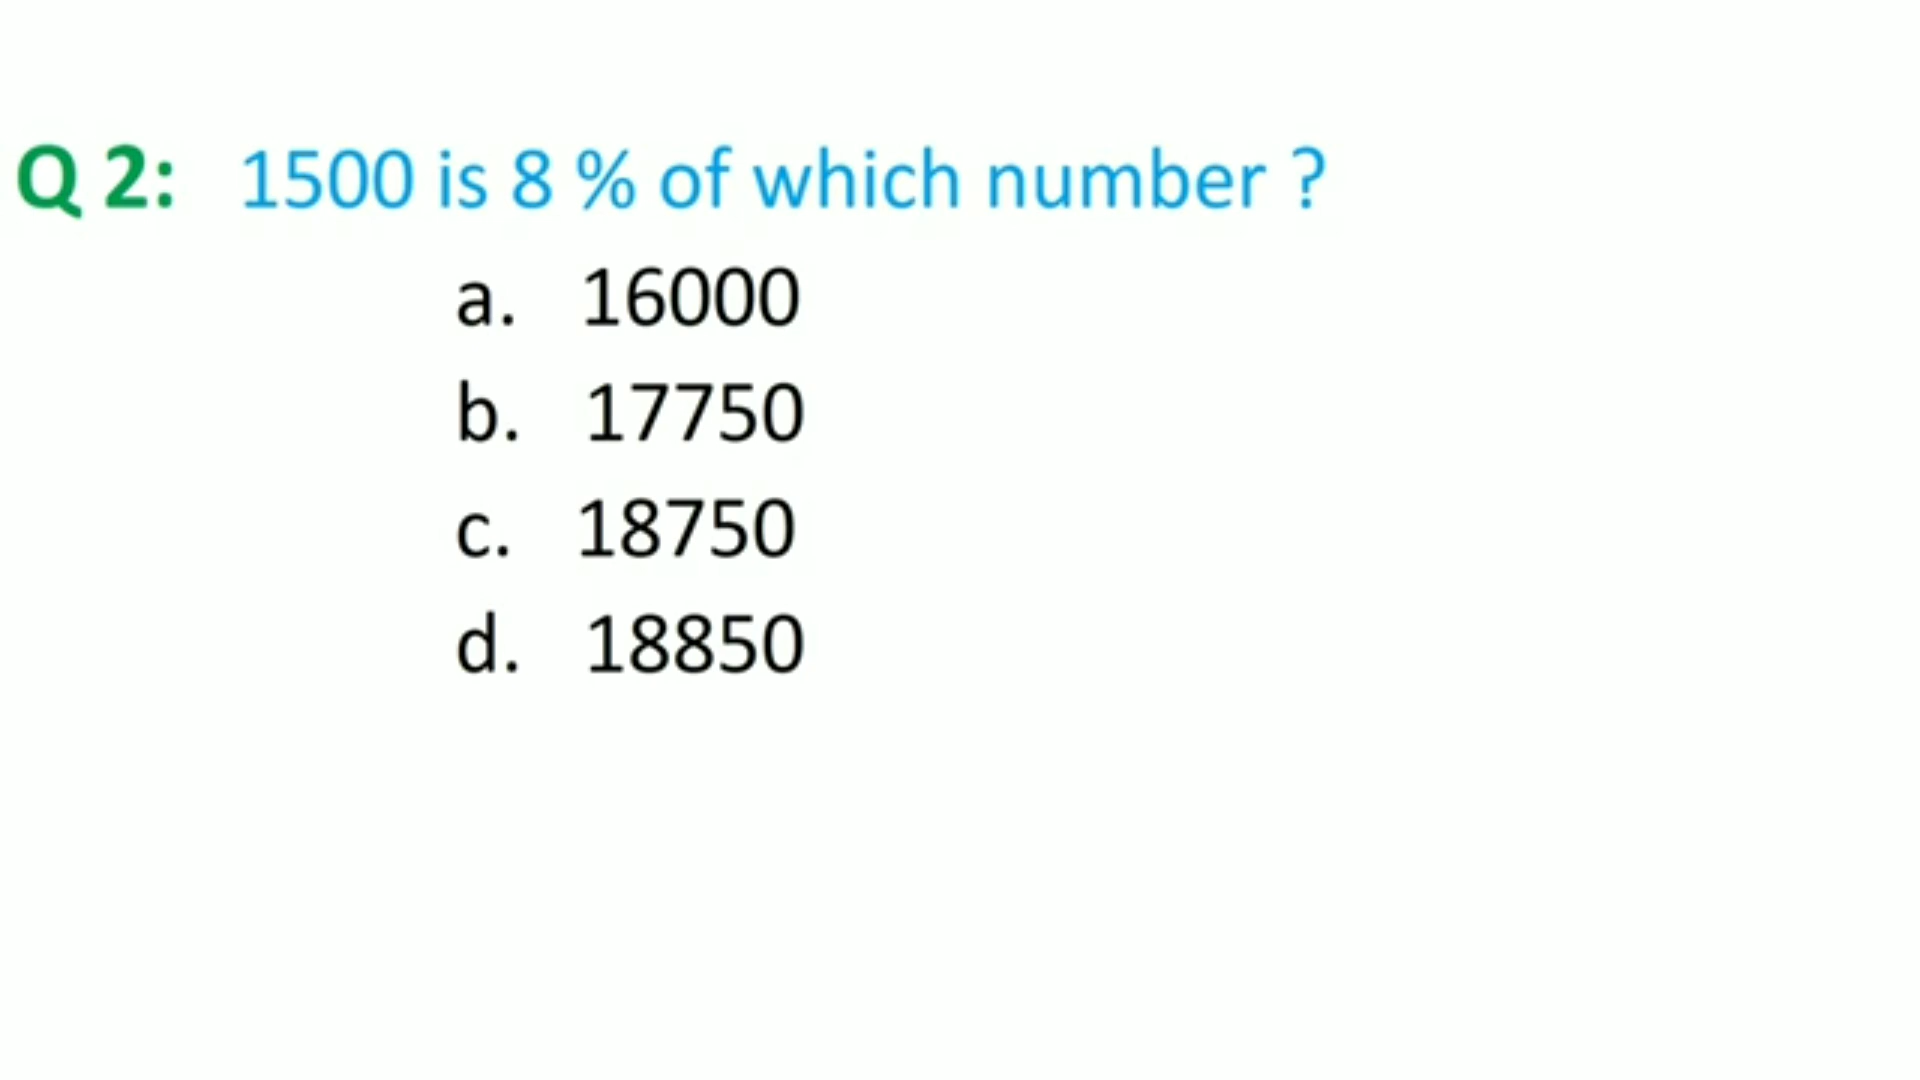 Q 2: 1500 is 8 % of which number ?
a. 16000
b. 17750
c. 18750
d. 18850